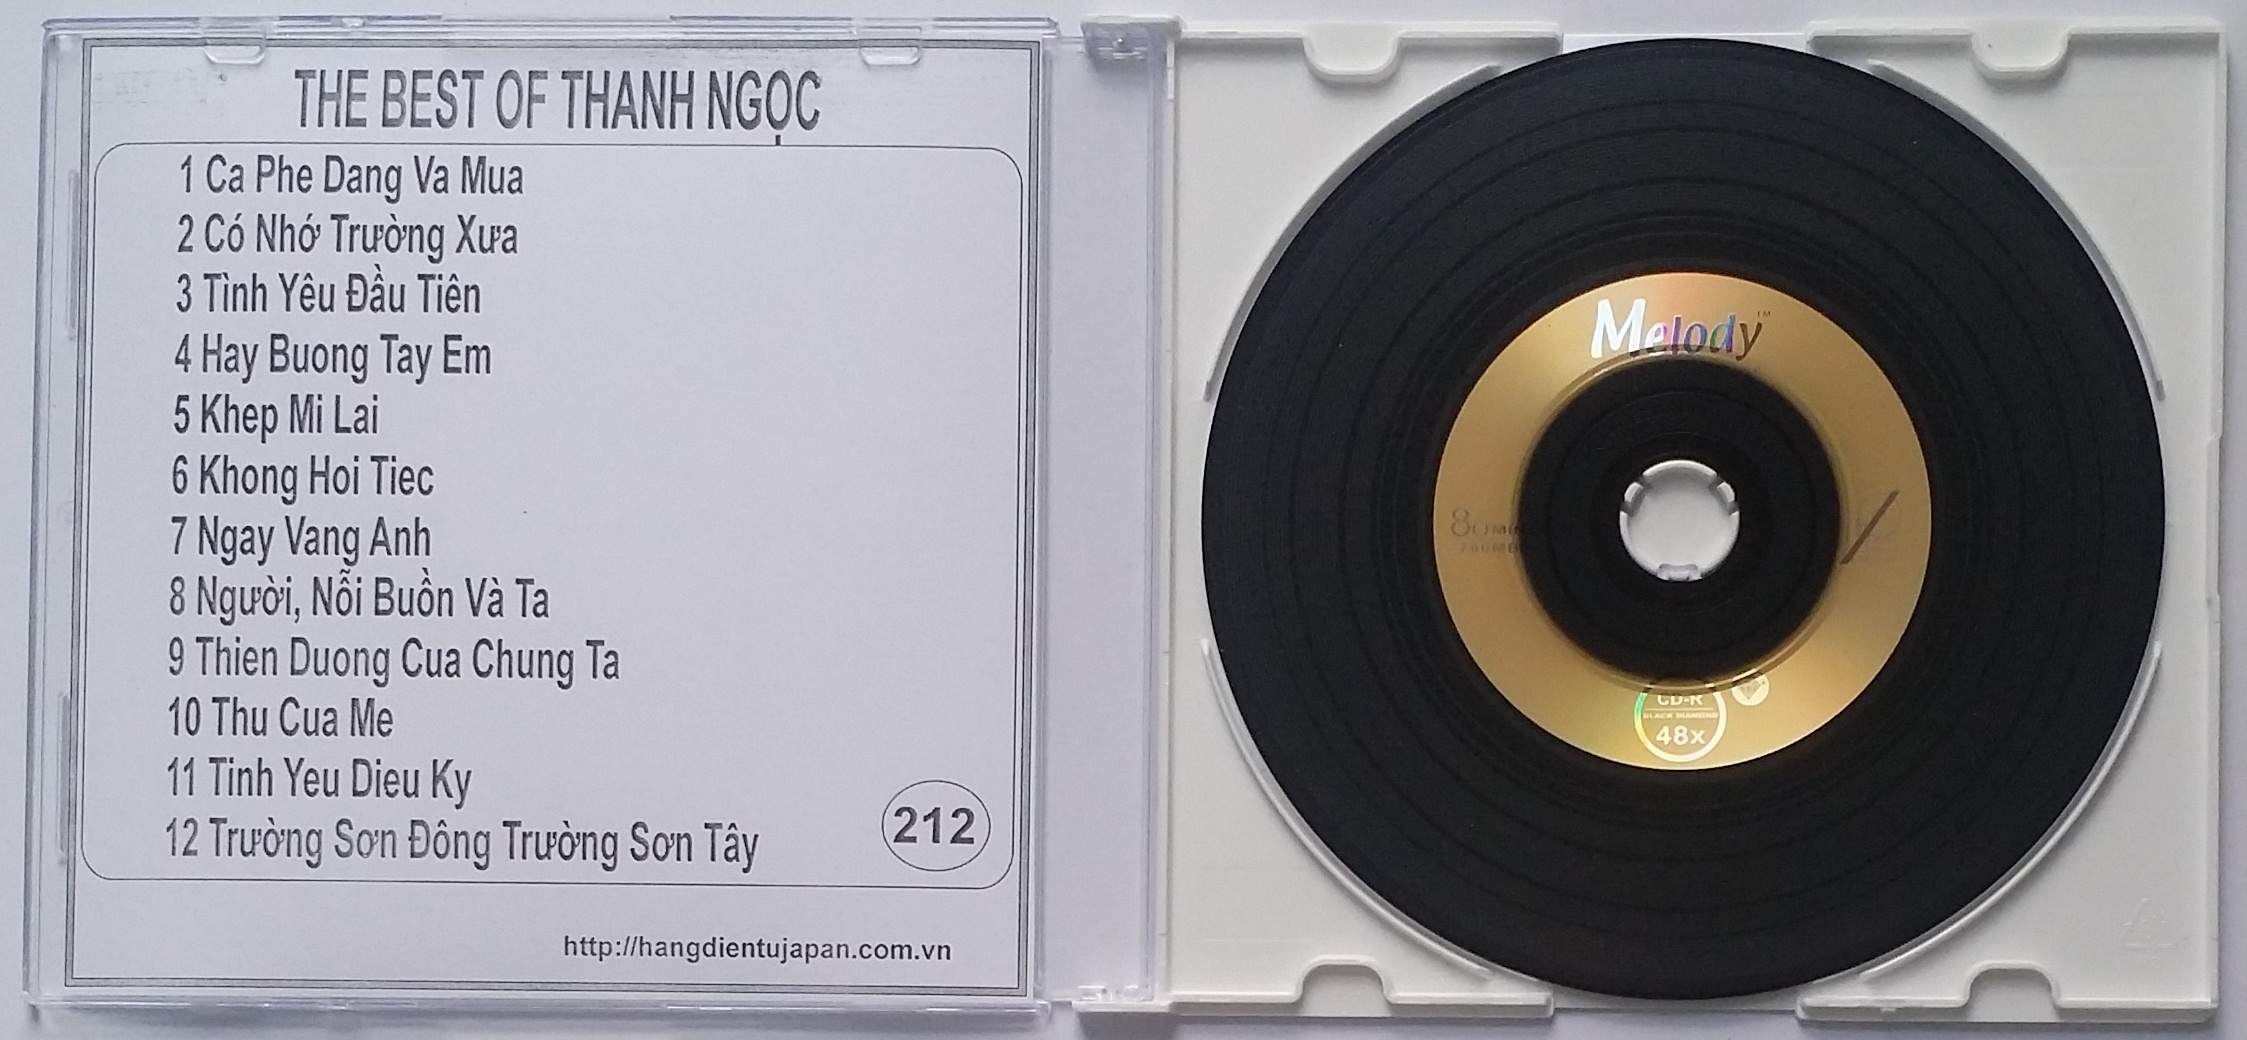 THE BEST OF THANH NGỌC
1 Ca Phe Dang Va Mua
2 Có Nhớ Trường Xưa
3 Tình Yêu Đầu Tiên
4 Hay Buong Tay Em
5 Khep Mi Lai
6 Khong Hoi Tiec
7 Ngay Vang Anh
8 Người, Nỗi Buồn Và Ta
9 Thien Duong Cua Chung Ta
10 Thu Cua Me
11 Tinh Yeu Dieu Ky
12 Trường Sơn Đông Trường Sơn Tây
212
http://hangdientujapan.com.vn
Melody™
CD-R
BLACK DIAMOND
48x